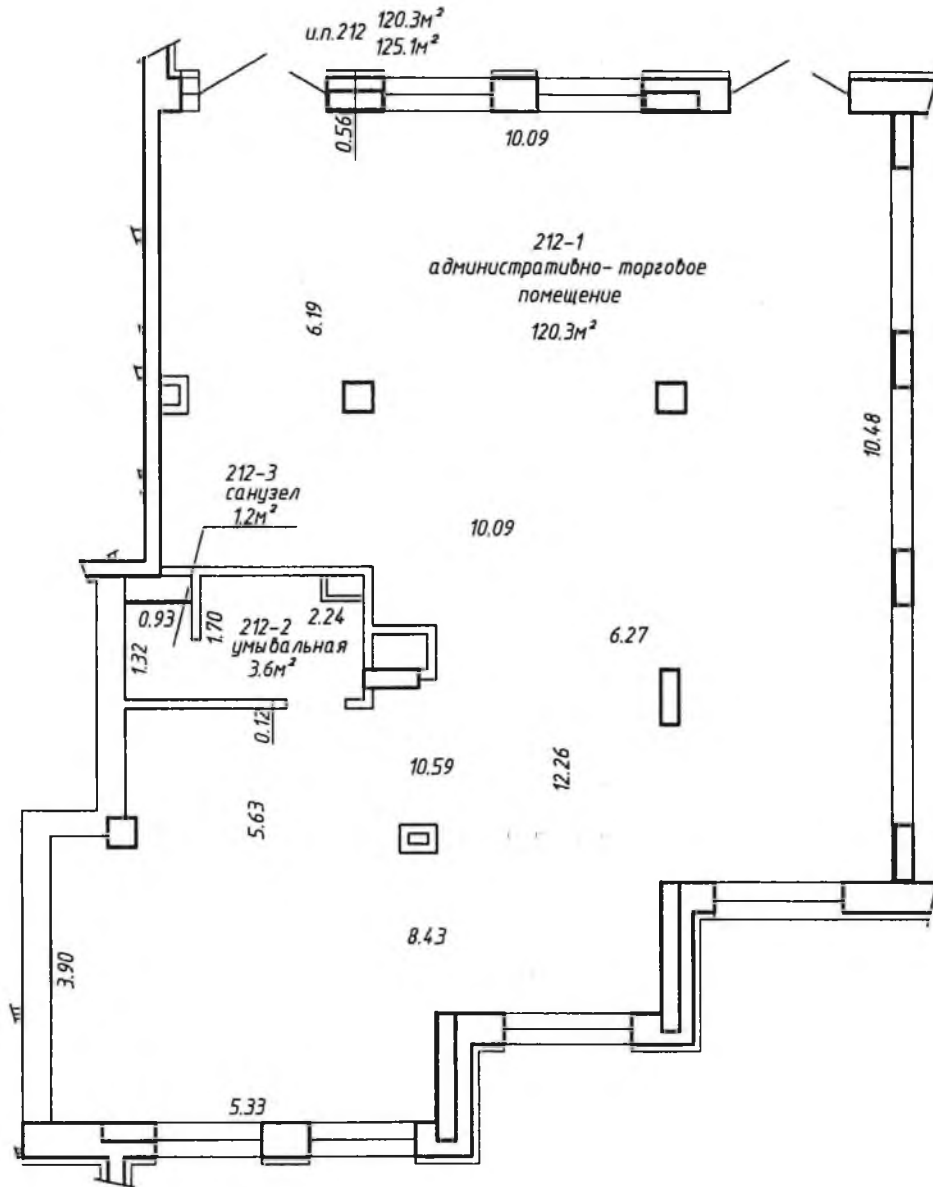 и.п.212 120.3м²
125.1м²
0.56
10.09
212-1
административно- торговое
помещение
120.3м²
6.19
10.48
212-3
санузел
1.2м²
10.09
0.93
1.70
212-2
умывальная
3.6м²
2.24
1.32
6.27
0.12
10.59
12.26
5.63
8.43
3.90
5.33